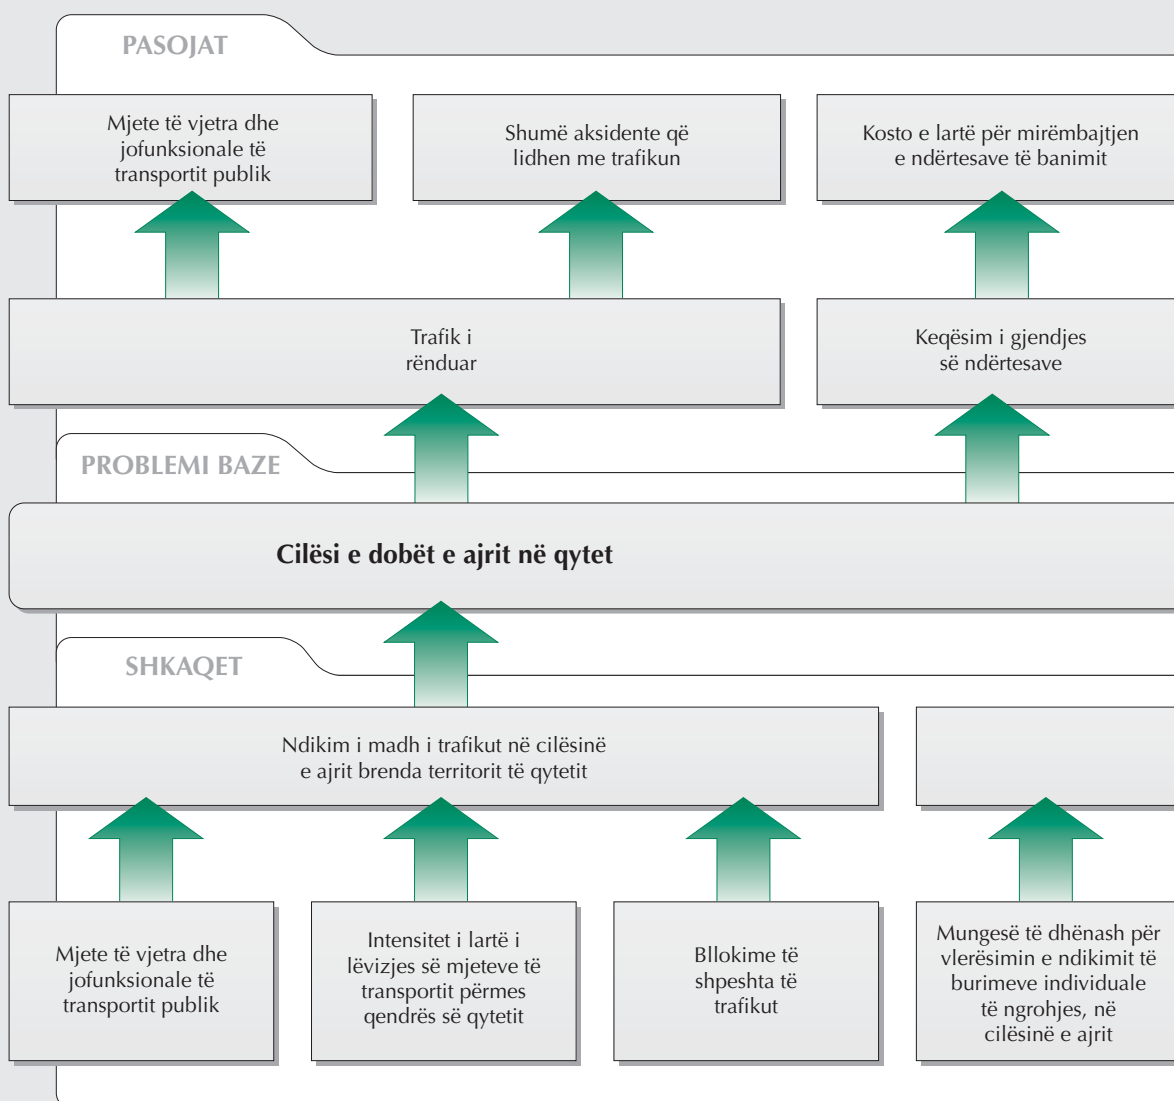 PASOJAT
Mjete të vjetra dhe
jofunksionale të
transportit publik
Shumë aksidente që
lidhen me trafikun
Kosto e lartë për mirëmbajtjen
e ndërtesave të banimit
Trafik i
rënduar
Keqësim i gjendjes
së ndërtesave
PROBLEMI BAZE
Cilësi e dobët e ajrit në qytet
SHKAQET
Ndikim i madh i trafikut në cilësinë
e ajrit brenda territorit të qytetit
Mjete të vjetra dhe
jofunksionale të
transportit publik
Intensitet i lartë i
lëvizjes së mjeteve të
transportit përmes
qendrës së qytetit
Bllokime të
shpeshta të
trafikut
Mungesë të dhënash për
vlerësimin e ndikimit të
burimeve individuale
të ngrohjes, në
cilësinë e ajrit